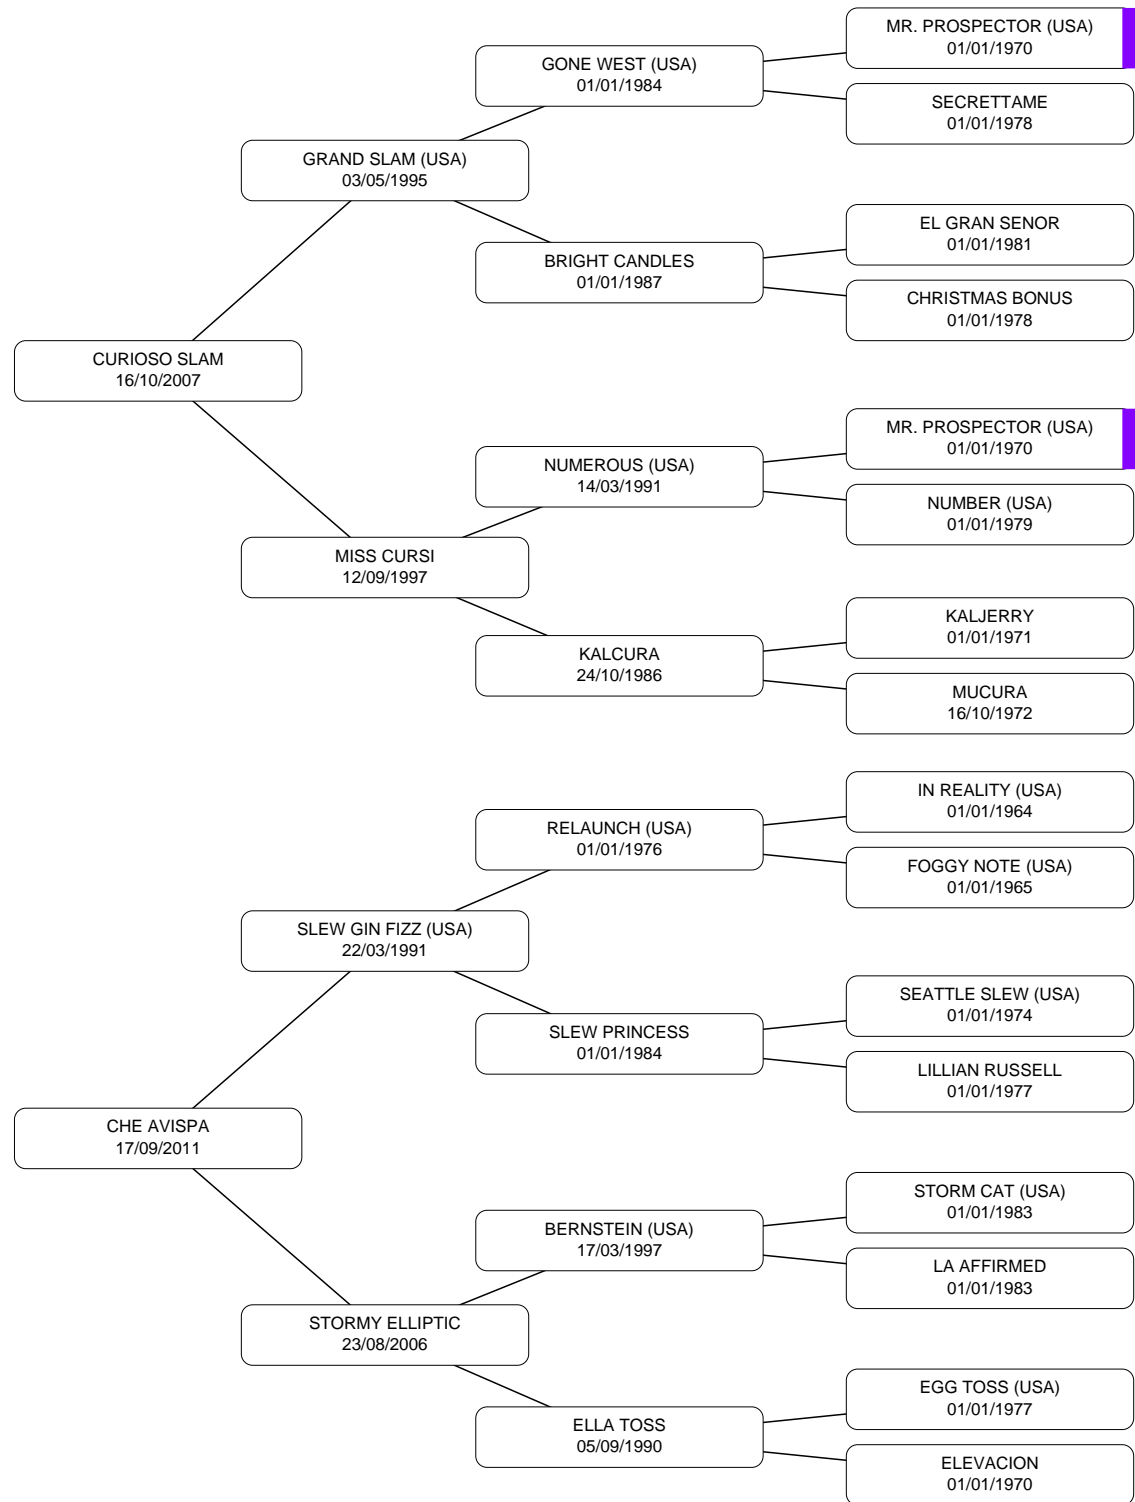 MR. PROSPECTOR (USA)
01/01/1970
GONE WEST (USA)
01/01/1984
SECRETTAME
01/01/1978
GRAND SLAM (USA)
03/05/1995
EL GRAN SENOR
01/01/1981
BRIGHT CANDLES
01/01/1987
CHRISTMAS BONUS
01/01/1978
CURIOSO SLAM
16/10/2007
MR. PROSPECTOR (USA)
01/01/1970
NUMEROUS (USA)
14/03/1991
NUMBER (USA)
01/01/1979
MISS CURSI
12/09/1997
KALJERRY
01/01/1971
KALCURA
24/10/1986
MUCURA
16/10/1972
IN REALITY (USA)
01/01/1964
RELAUNCH (USA)
01/01/1976
FOGGY NOTE (USA)
01/01/1965
SLEW GIN FIZZ (USA)
22/03/1991
SEATTLE SLEW (USA)
01/01/1974
SLEW PRINCESS
01/01/1984
LILLIAN RUSSELL
01/01/1977
CHE AVISPA
17/09/2011
STORM CAT (USA)
01/01/1983
BERNSTEIN (USA)
17/03/1997
LA AFFIRMED
01/01/1983
STORMY ELLIPTIC
23/08/2006
EGG TOSS (USA)
01/01/1977
ELLA TOSS
05/09/1990
ELEVACION
01/01/1970